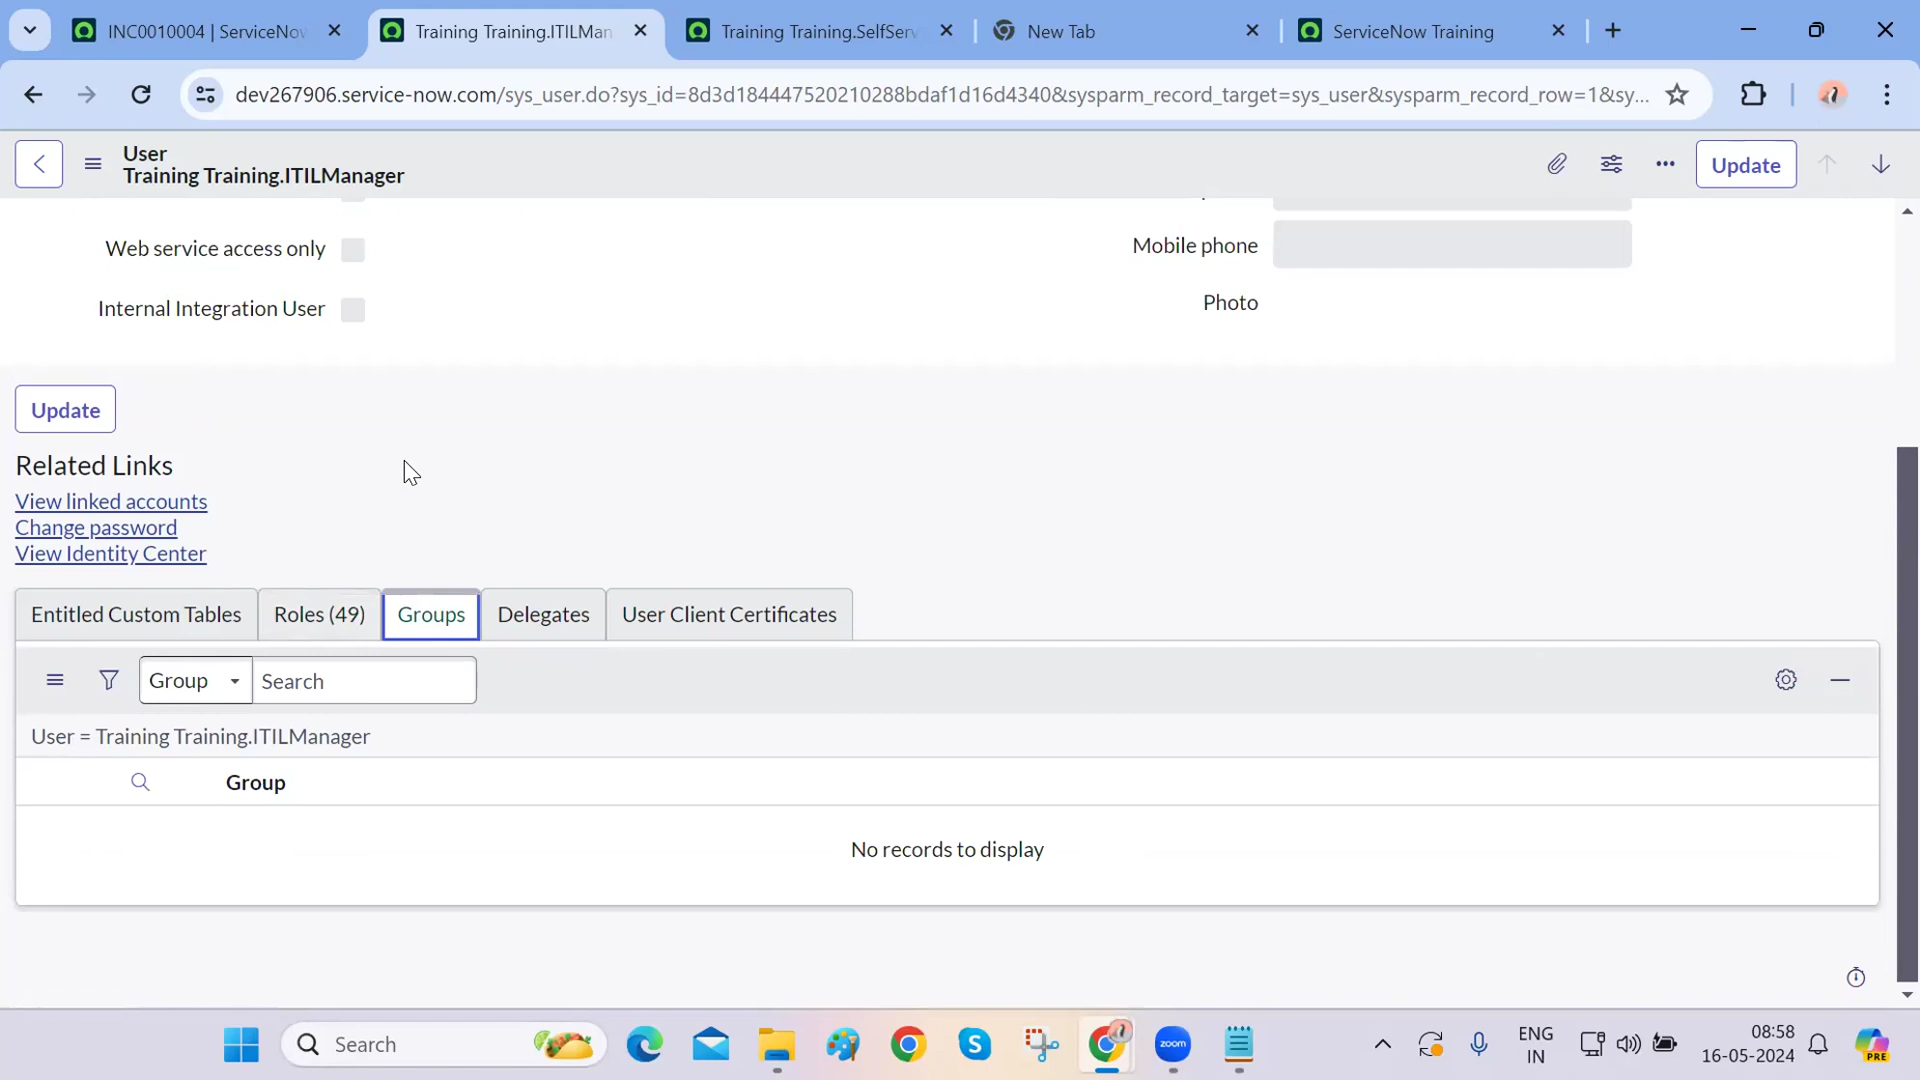 INC0010004 | ServiceNow
Training Training.ITILMan
Training Training.SelfServ
New Tab
ServiceNow Training
dev267906.service-now.com/sys_user.do?sys_id=8d3d184447520210288bdaf1d16d4340&sysparm_record_target=sys_user&sysparm_record_row=1&sy...
User
Training Training.ITILManager
Update
Web service access only
Mobile phone
Internal Integration User
Photo
Update
Related Links
View linked accounts
Change password
View Identity Center
Entitled Custom Tables
Roles (49)
Groups
Delegates
User Client Certificates
Group
Search
User = Training Training.ITILManager
Group
No records to display
Search
zoom
ENG
IN
08:58
16-05-2024
PRE